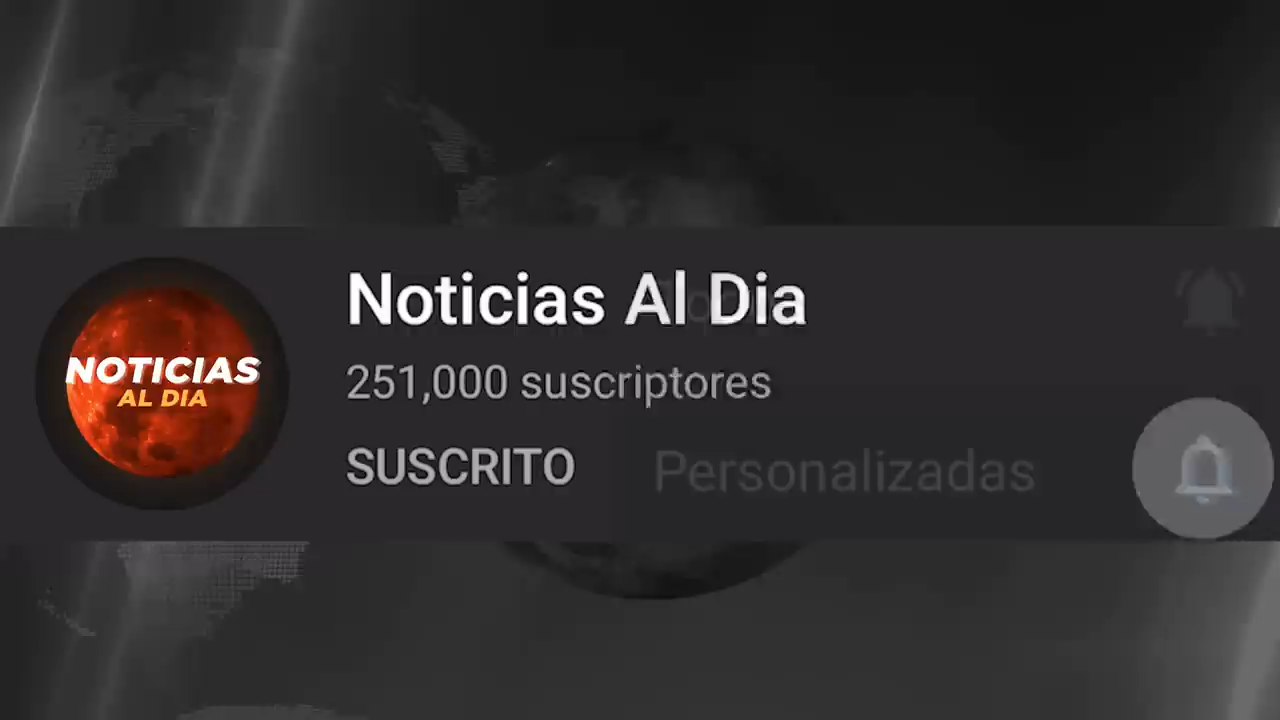 Noticias Al Dia
NOTICIAS
AL DIA
251,000 suscriptores
SUSCRITO
Personalizadas